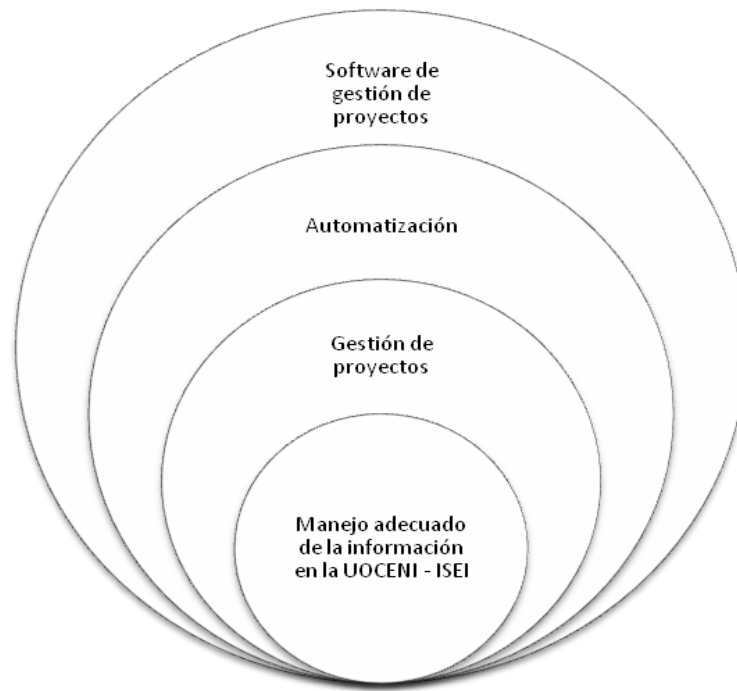 Software de
gestión de
proyectos
Automatización
Gestión de
proyectos
Manejo adecuado
de la información
en la UOCENI - ISEI